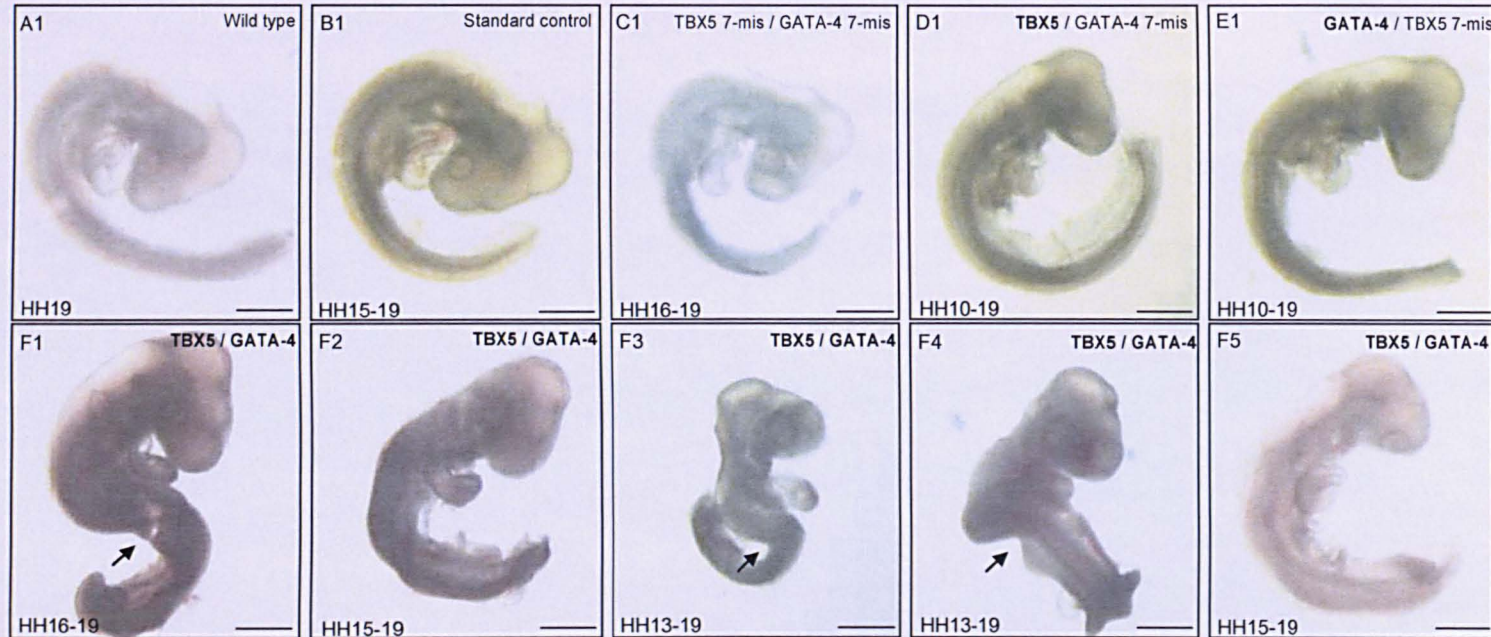 A1 Wild type
HH19
B1 Standard control
HH15-19
C1 TBX5 7-mis / GATA-4 7-mis
HH16-19
D1 TBX5 / GATA-4 7-mis
HH10-19
E1 GATA-4 / TBX5 7-mis
HH10-19
F1 TBX5 / GATA-4
HH16-19
F2 TBX5 / GATA-4
HH15-19
F3 TBX5 / GATA-4
HH13-19
F4 TBX5 / GATA-4
HH13-19
F5 TBX5 / GATA-4
HH15-19